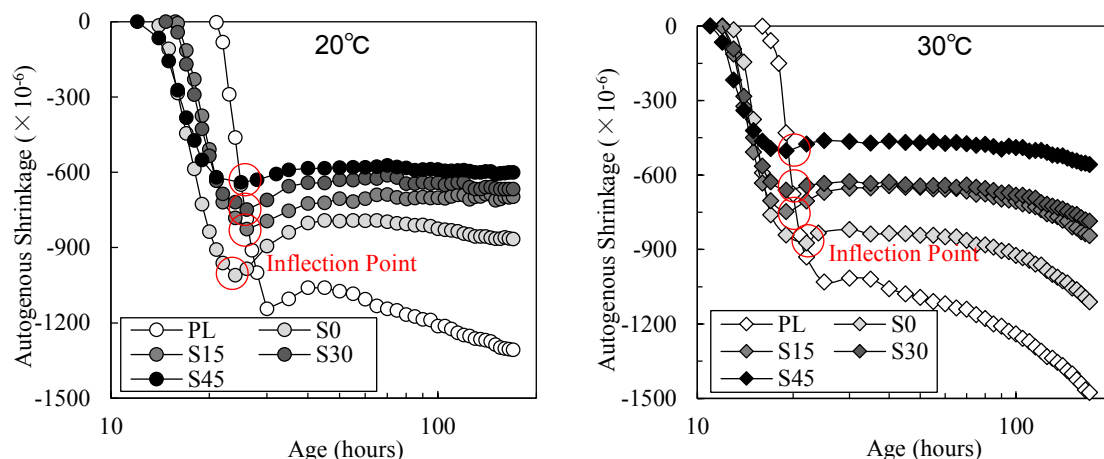 20℃
Autogenous Shrinkage (×10⁻⁶)
0
-300
-600
-900
-1200
-1500
Inflection Point
PL
S0
S15
S30
S45
10
100
Age (hours)
30℃
Autogenous Shrinkage (×10⁻⁶)
0
-300
-600
-900
-1200
-1500
Inflection Point
PL
S0
S15
S30
S45
10
100
Age (hours)